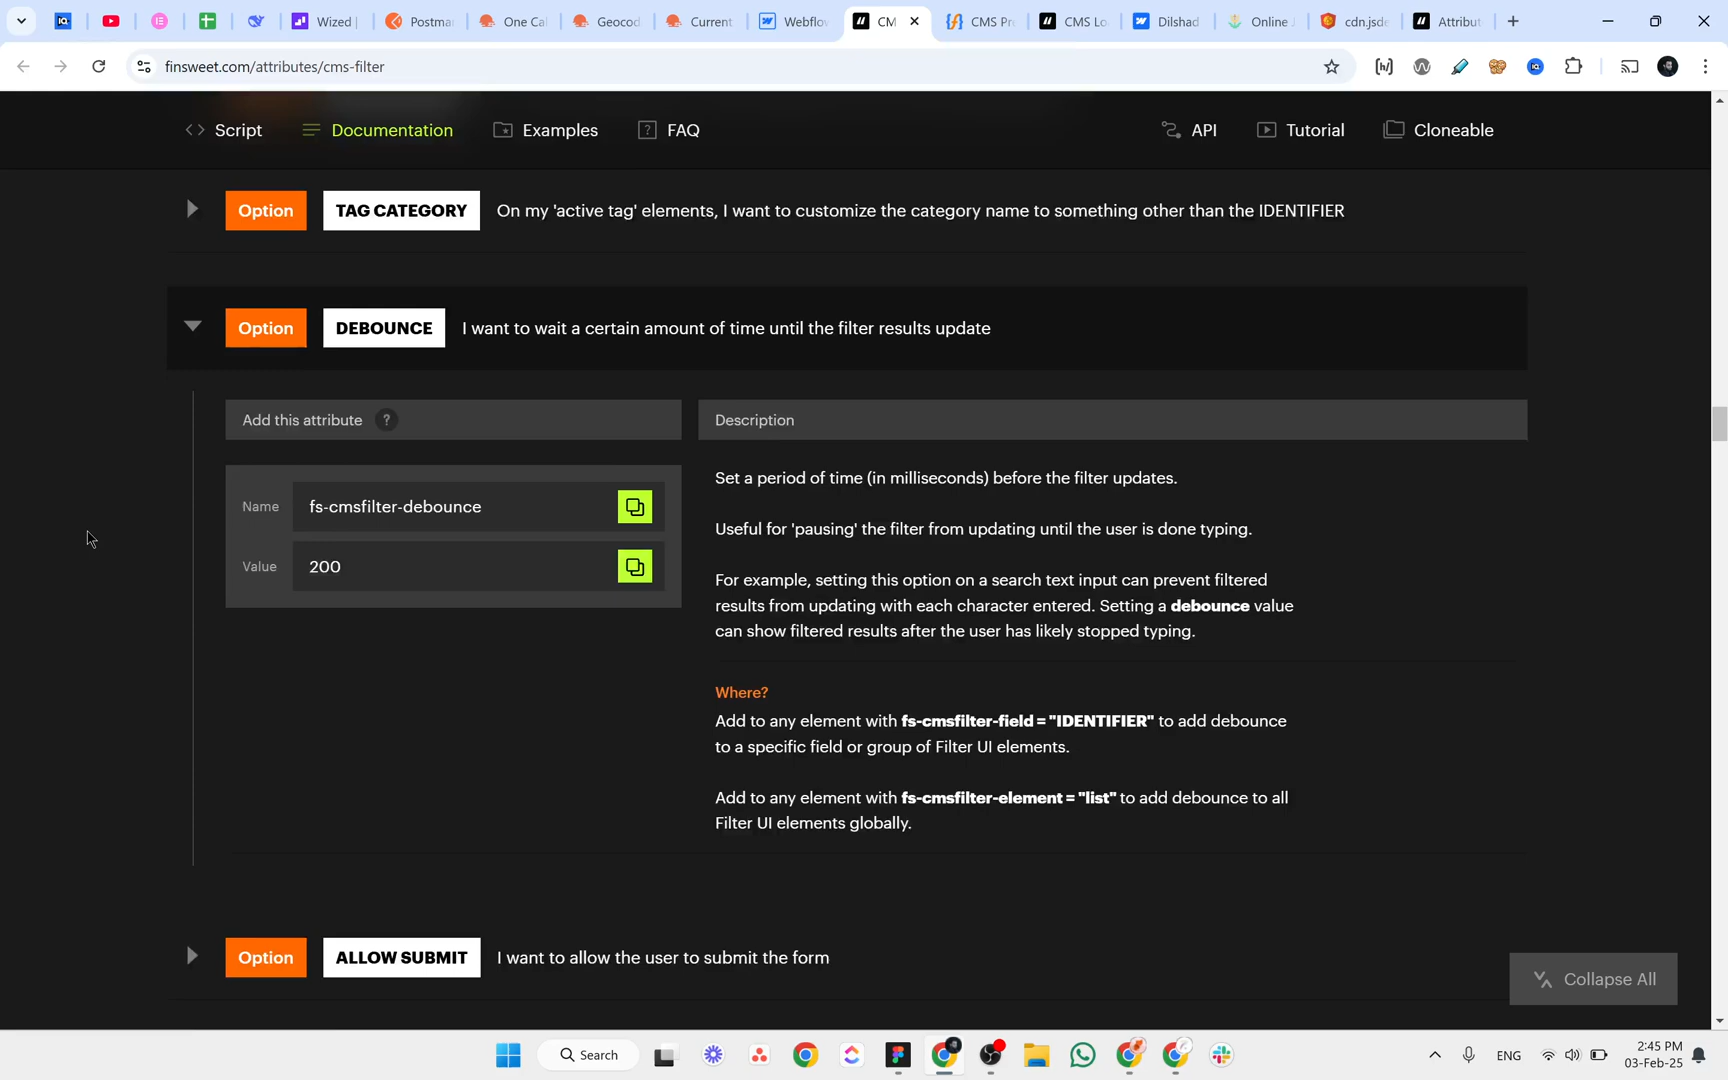 Wized |
Postma
One Cal
Geocod
Current
Webflow
CM
CMS Pr
CMS Lo
Dilshad
Online
cdn.jsde
Attribut
finsweet.com/attributes/cms-filter
Script
Documentation
Examples
FAQ
API
Tutorial
Cloneable
Option TAG CATEGORY On my 'active tag' elements, I want to customize the category name to something other than the IDENTIFIER
Option DEBOUNCE I want to wait a certain amount of time until the filter results update
Add this attribute ?
Description
Name fs-cmsfilter-debounce
Value 200
Set a period of time (in milliseconds) before the filter updates.
Useful for 'pausing' the filter from updating until the user is done typing.
For example, setting this option on a search text input can prevent filtered
results from updating with each character entered. Setting a debounce value
can show filtered results after the user has likely stopped typing.
Where?
Add to any element with fs-cmsfilter-field = "IDENTIFIER" to add debounce
to a specific field or group of Filter UI elements.
Add to any element with fs-cmsfilter-element = "list" to add debounce to all
Filter UI elements globally.
Option ALLOW SUBMIT I want to allow the user to submit the form
Collapse All
Search
ENG
2:45 PM
03-Feb-25